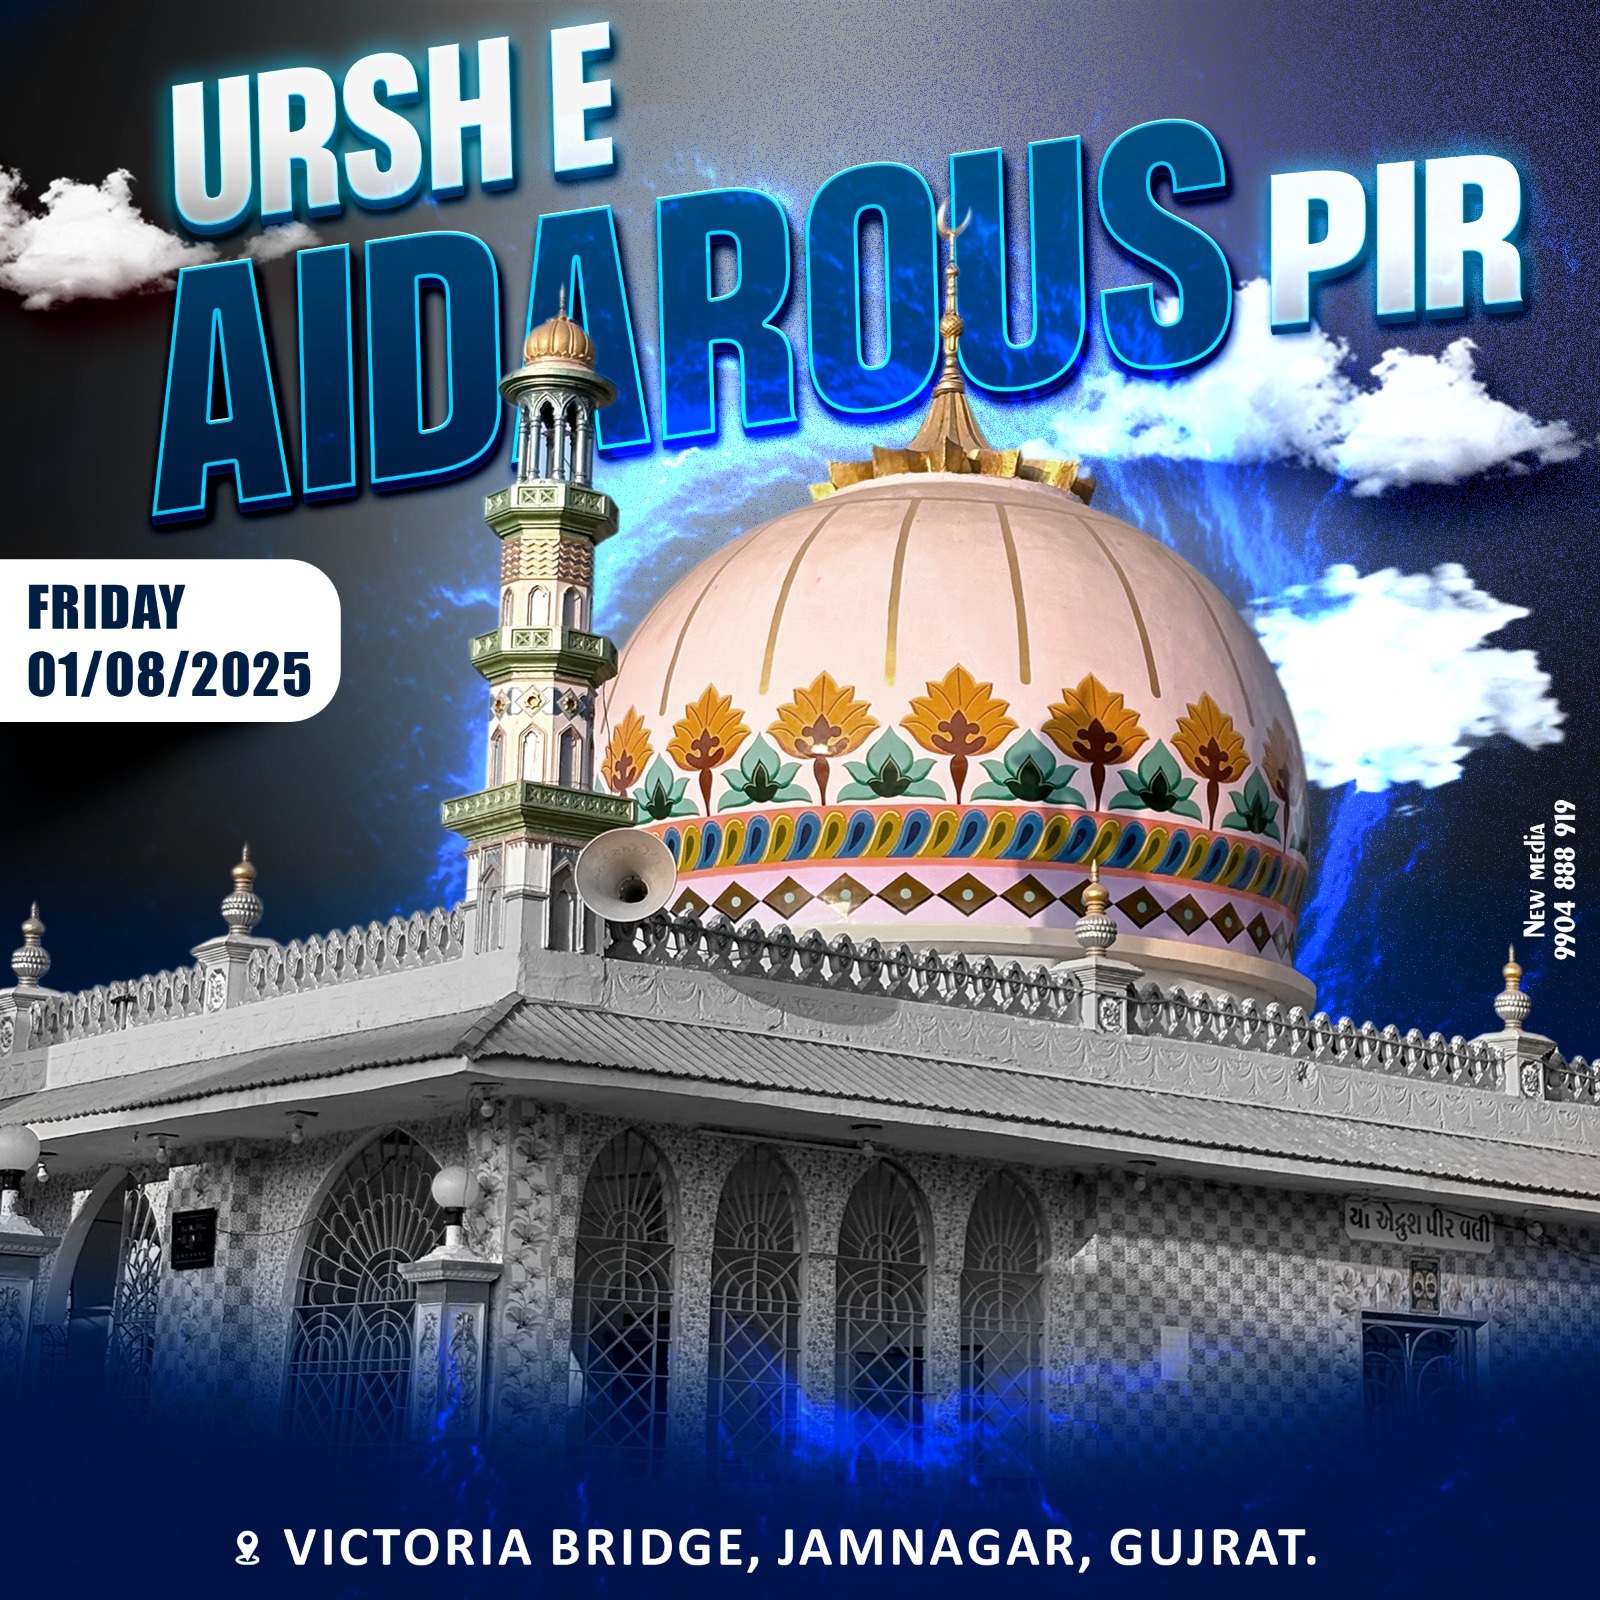 URSH E
AIDAROUS PIR
FRIDAY
01/08/2025
New Media
9904 888 919
યા એદ્રુશ પીર વલી
VICTORIA BRIDGE, JAMNAGAR, GUJRAT.